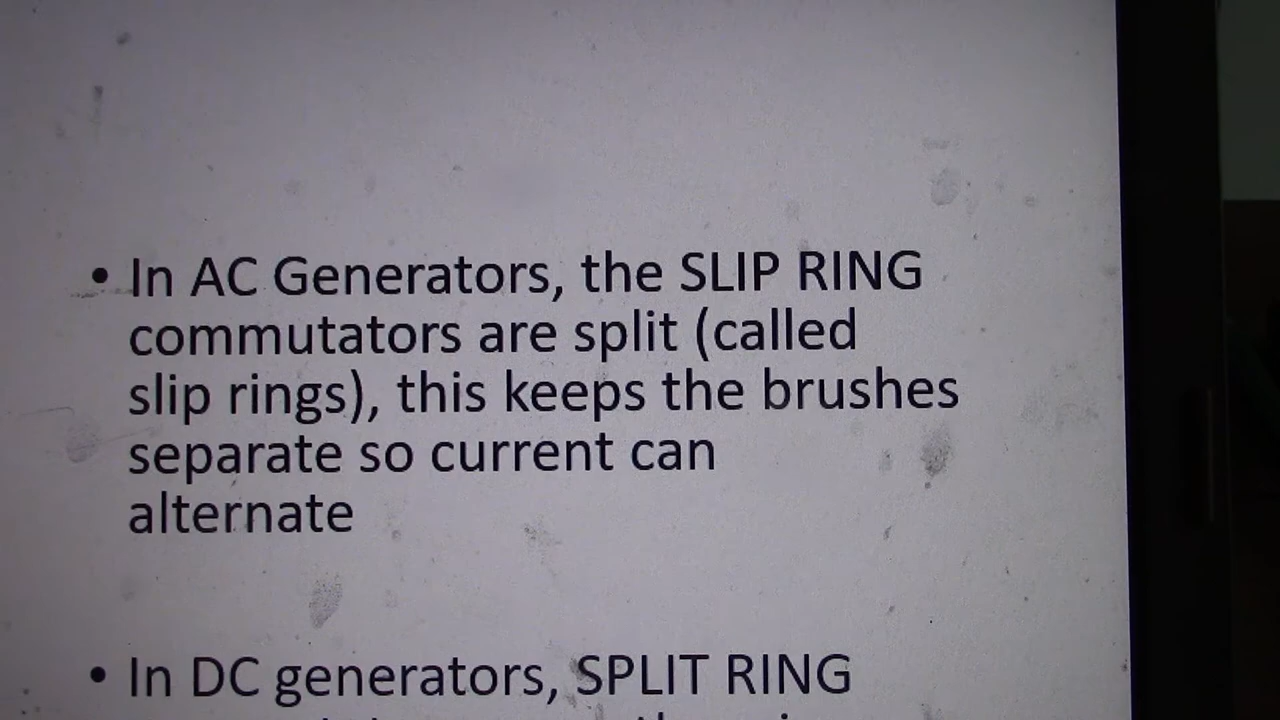 • In AC Generators, the SLIP RING
commutators are split (called
slip rings), this keeps the brushes
separate so current can
alternate
• In DC generators, SPLIT RING